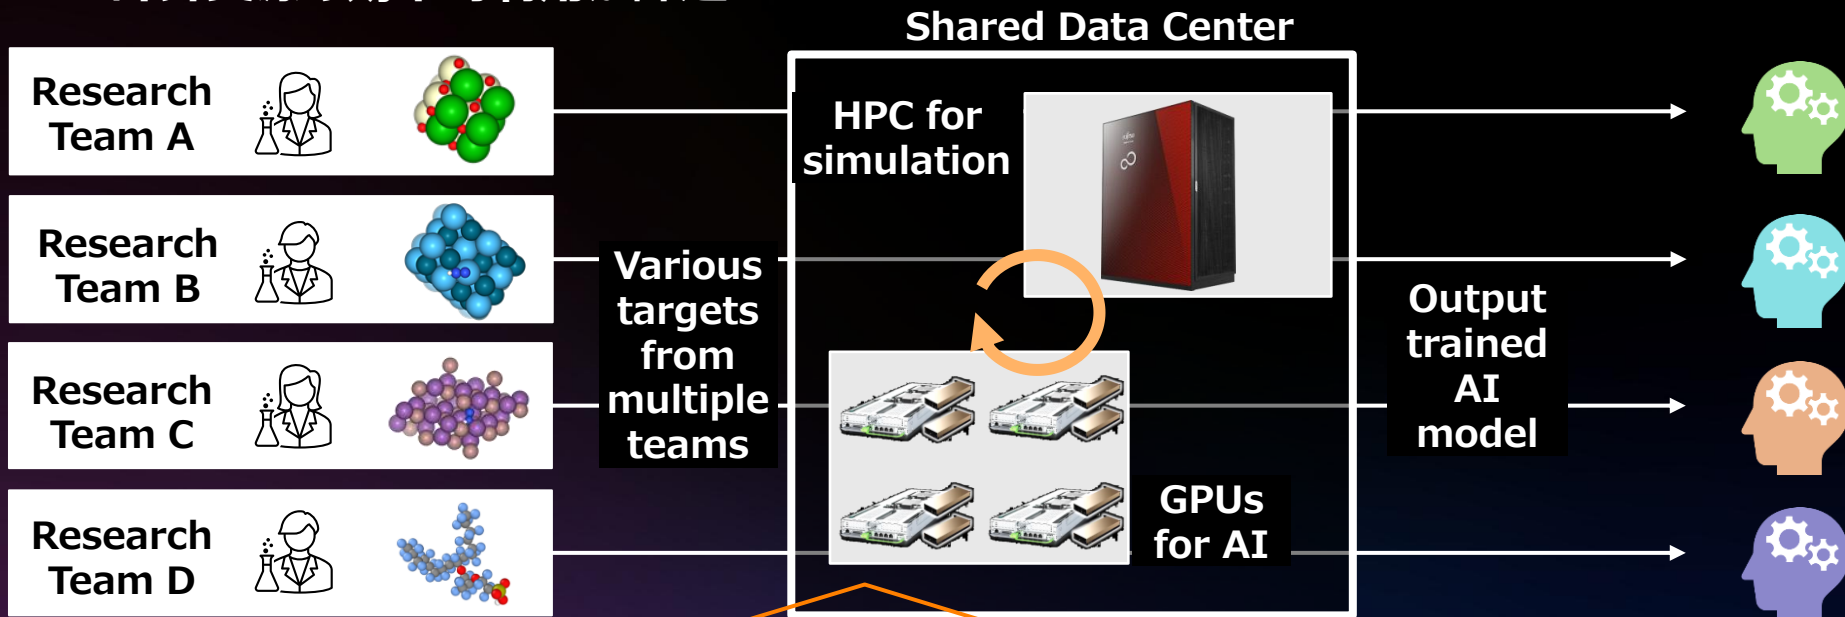 Shared Data Center
Research
Team A
HPC for
simulation
Research
Team B
Various
targets
from
multiple
teams
Output
trained
AI
model
Research
Team C
GPUs
for AI
Research
Team D